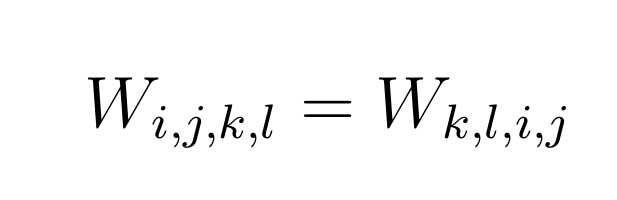 W_{i,j,k,l} = W_{k,l,i,j}